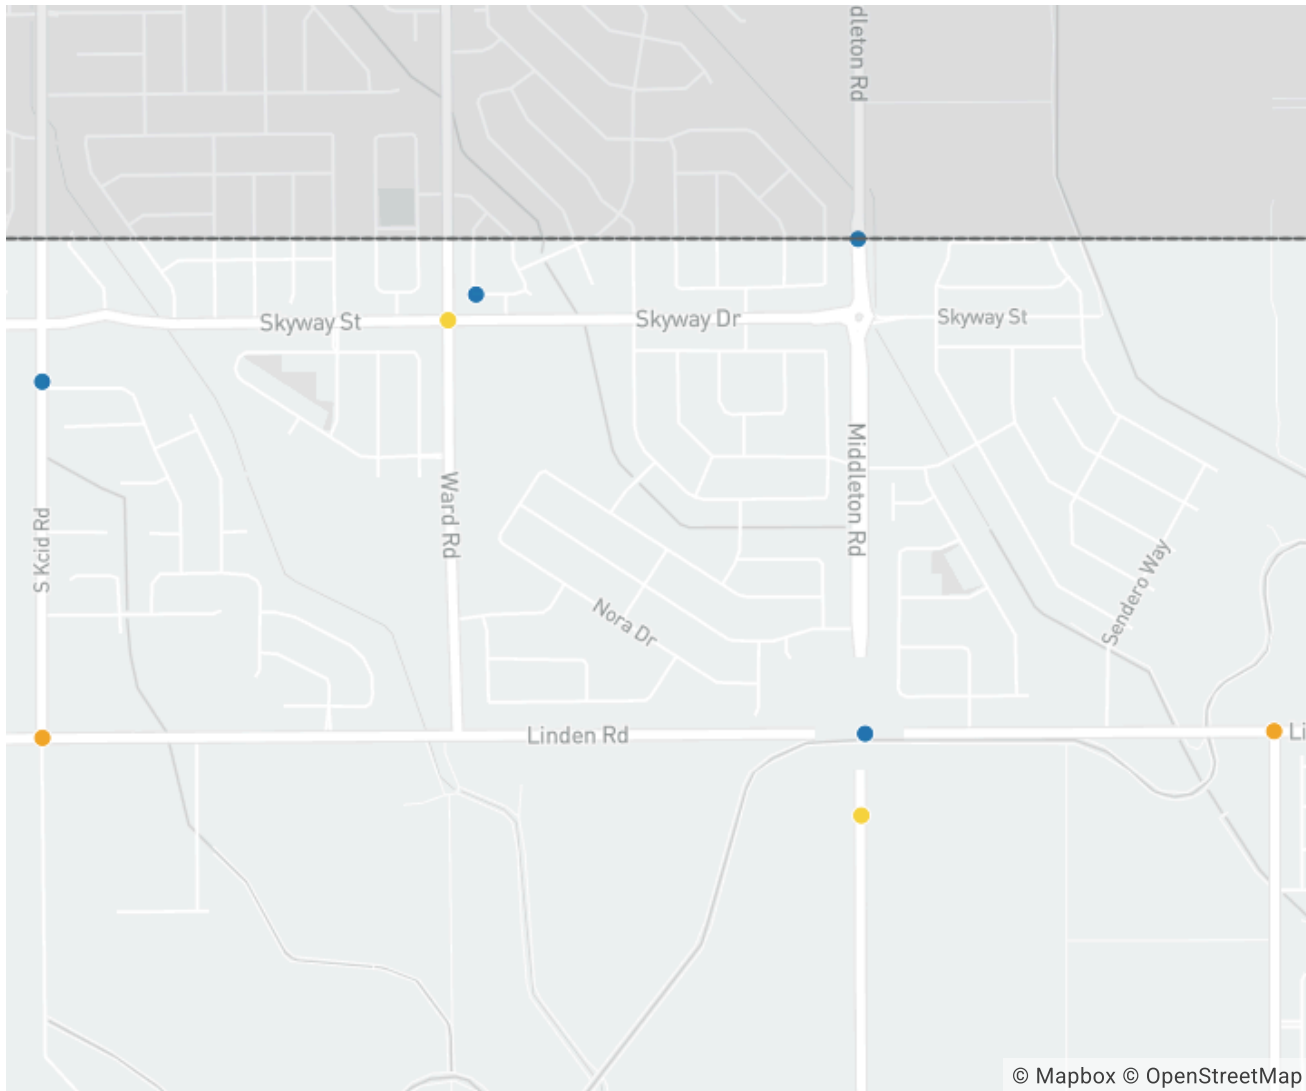 dleton Rd
Skyway St
Skyway Dr
Skyway St
Middleton Rd
Ward Rd
S Kcid Rd
Sendero Way
Nora Dr
Linden Rd
Li
© Mapbox © OpenStreetMap